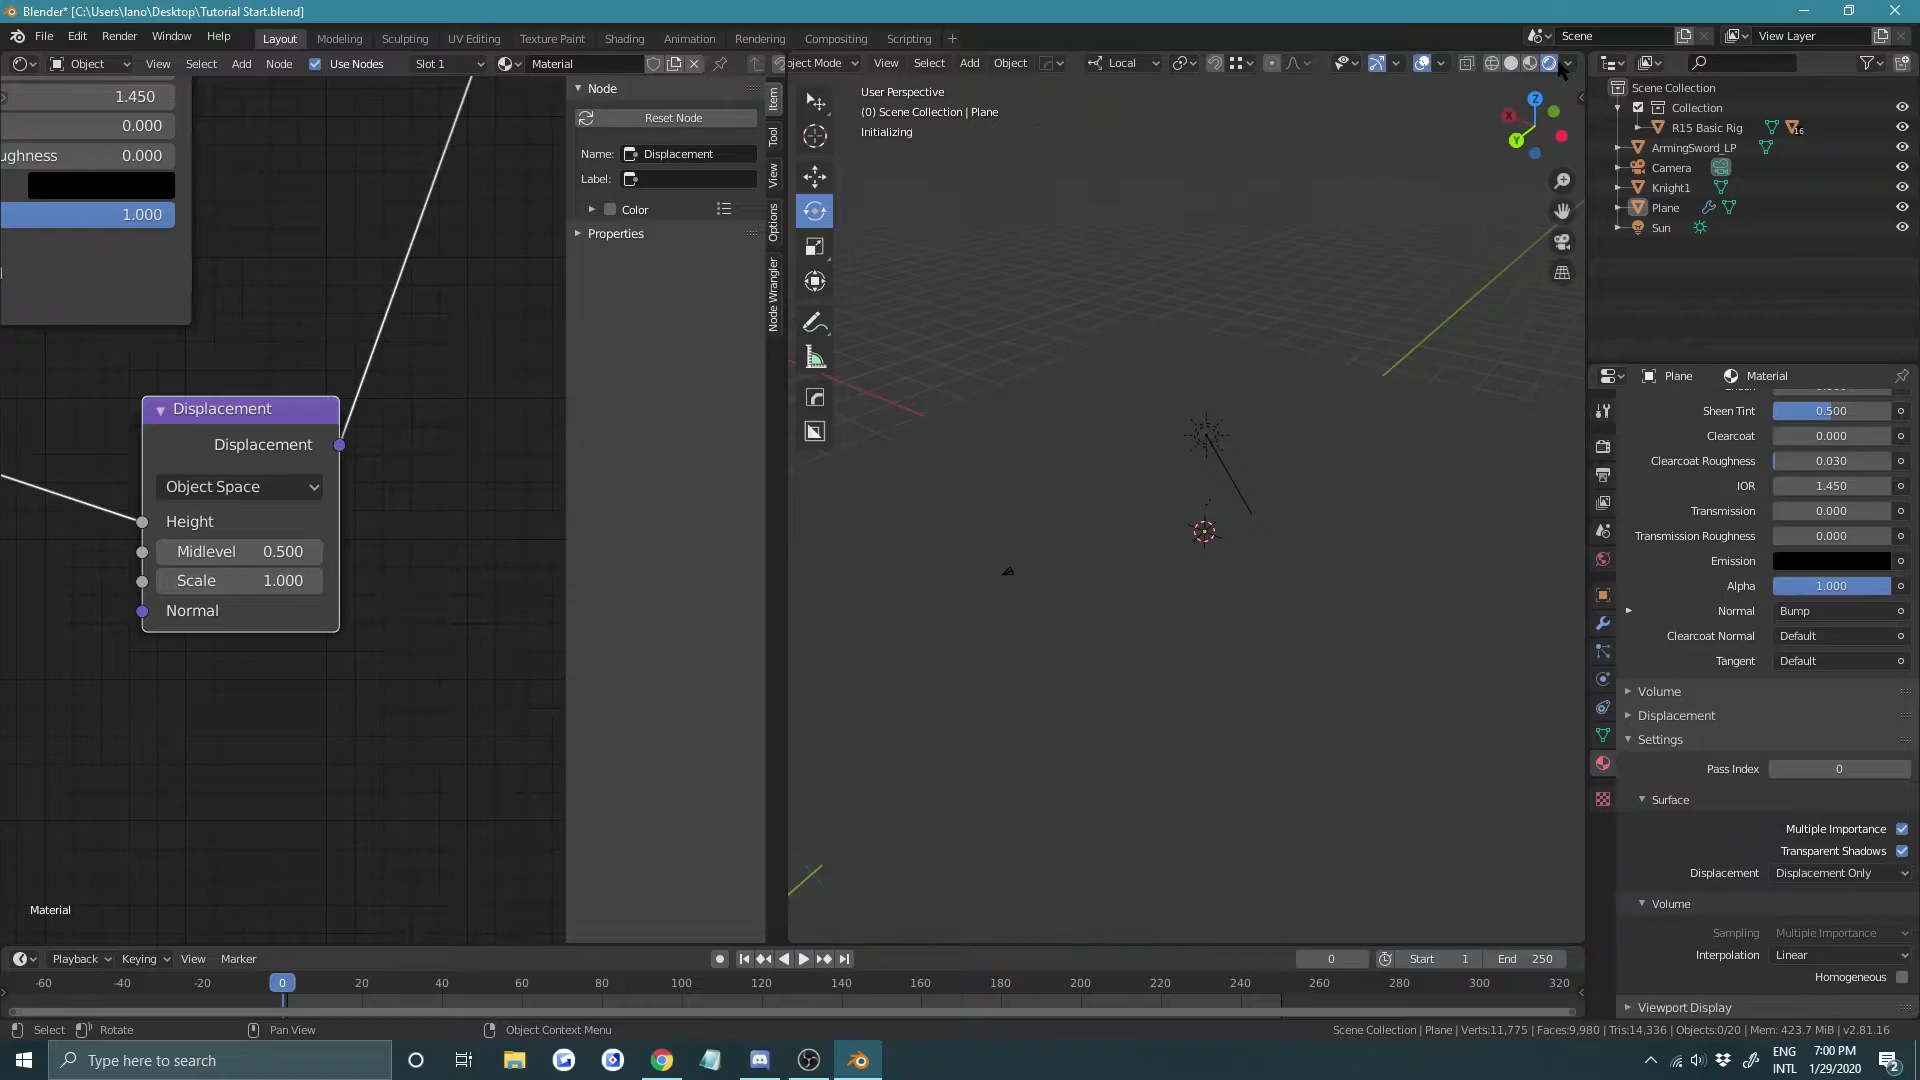 Blender* [C:\Users\Iano\Desktop\Tutorial Start.blend]
File Edit Render Window Help Layout Modeling Sculpting UV Editing Texture Paint Shading Animation Rendering Compositing Scripting + Scene View Layer
Object View Select Add Node Use Nodes Slot 1 Material
ject Mode View Select Add Object Local
1.450
0.000
ughness 0.000
1.000
Node
Reset Node
Name: Displacement
Label:
Color
Properties
Item
Tool
View
Options
Node Wrangler
Displacement
Displacement
Object Space
Height
Midlevel 0.500
Scale 1.000
Normal
Material
User Perspective
(0) Scene Collection | Plane
Initializing
Z
X
Y
Scene Collection
Collection
R15 Basic Rig 16
ArmingSword_LP
Camera
Knight1
Plane
Sun
Plane Material
Sheen Tint 0.500
Clearcoat 0.000
Clearcoat Roughness 0.030
IOR 1.450
Transmission 0.000
Transmission Roughness 0.000
Emission
Alpha 1.000
Normal Bump
Clearcoat Normal Default
Tangent Default
Volume
Displacement
Settings
Pass Index 0
Surface
Multiple Importance
Transparent Shadows
Displacement Displacement Only
Volume
Sampling Multiple Importance
Interpolation Linear
Homogeneous
Viewport Display
Playback Keying View Marker 0 Start 1 End 250
-60 -40 -20 0 20 40 60 80 100 120 140 160 180 200 220 240 260 280 300 320
Select Rotate Pan View Object Context Menu
Scene Collection | Plane | Verts:11,775 | Faces:9,980 | Tris:14,336 | Objects:0/20 | Mem: 423.7 MiB | v2.81.16
Type here to search
ENG
INTL
7:00 PM
1/29/2020
2